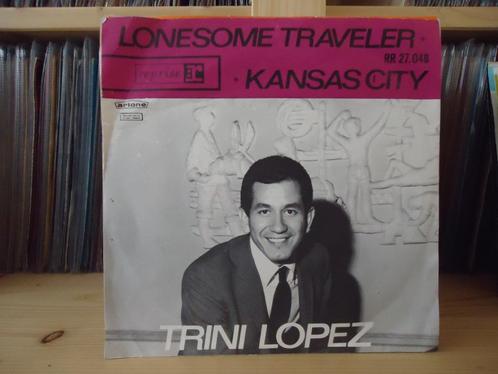 LONESOME TRAVELER •
RR 27.048
reprise
• KANSAS CITY
arione
TRINI LOPEZ